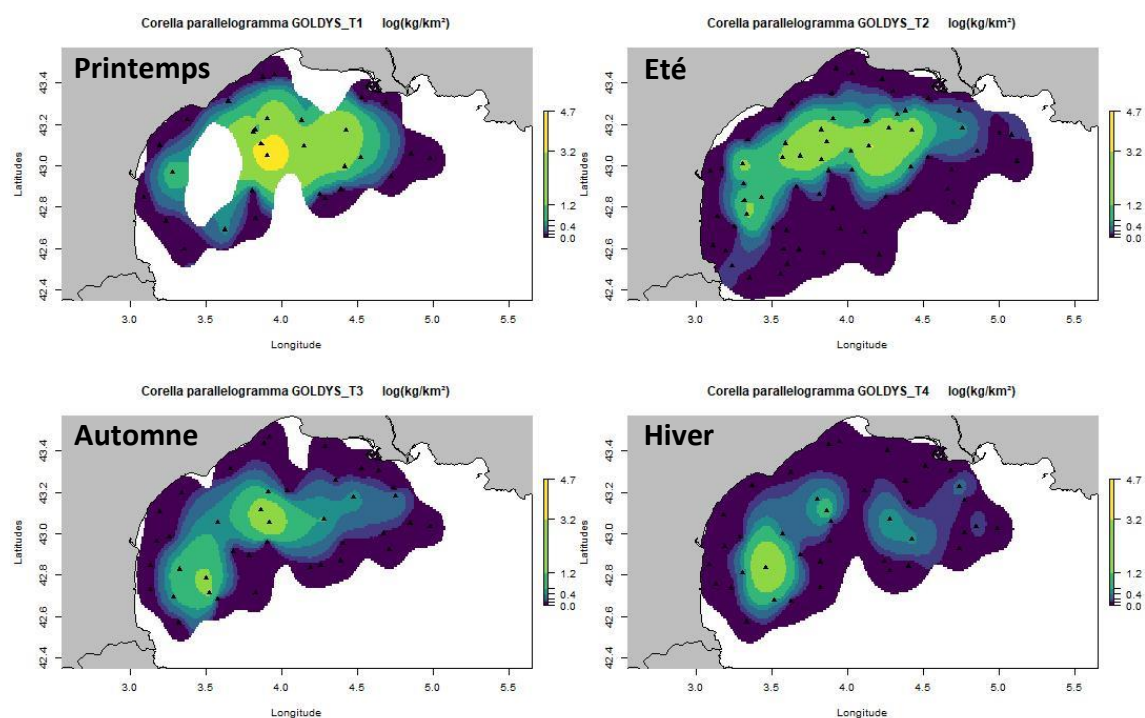 Corella parallelogramma GOLDYS_T1 log(kg/km²)
Printemps
Latitudes
43.4
43.2
43.0
42.8
42.6
42.4
3.0 3.5 4.0 4.5 5.0 5.5
Longitude
4.7
3.2
1.2
0.4
0.0
Corella parallelogramma GOLDYS_T2 log(kg/km²)
Eté
Latitudes
43.4
43.2
43.0
42.8
42.6
42.4
3.0 3.5 4.0 4.5 5.0 5.5
Longitude
4.7
3.2
1.2
0.4
0.0
Corella parallelogramma GOLDYS_T3 log(kg/km²)
Automne
Latitudes
43.4
43.2
43.0
42.8
42.6
42.4
3.0 3.5 4.0 4.5 5.0 5.5
Longitude
4.7
3.2
1.2
0.4
0.0
Corella parallelogramma GOLDYS_T4 log(kg/km²)
Hiver
Latitudes
43.4
43.2
43.0
42.8
42.6
42.4
3.0 3.5 4.0 4.5 5.0 5.5
Longitude
4.7
3.2
1.2
0.4
0.0